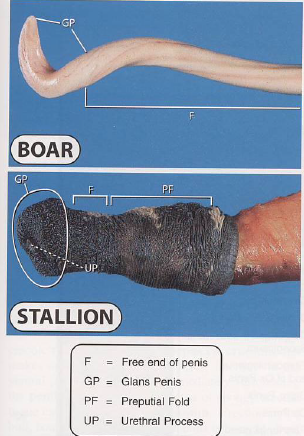 GP
F
BOAR
GP
F
PF
UP
STALLION
F = Free end of penis
GP = Glans Penis
PF = Preputial Fold
UP = Urethral Process